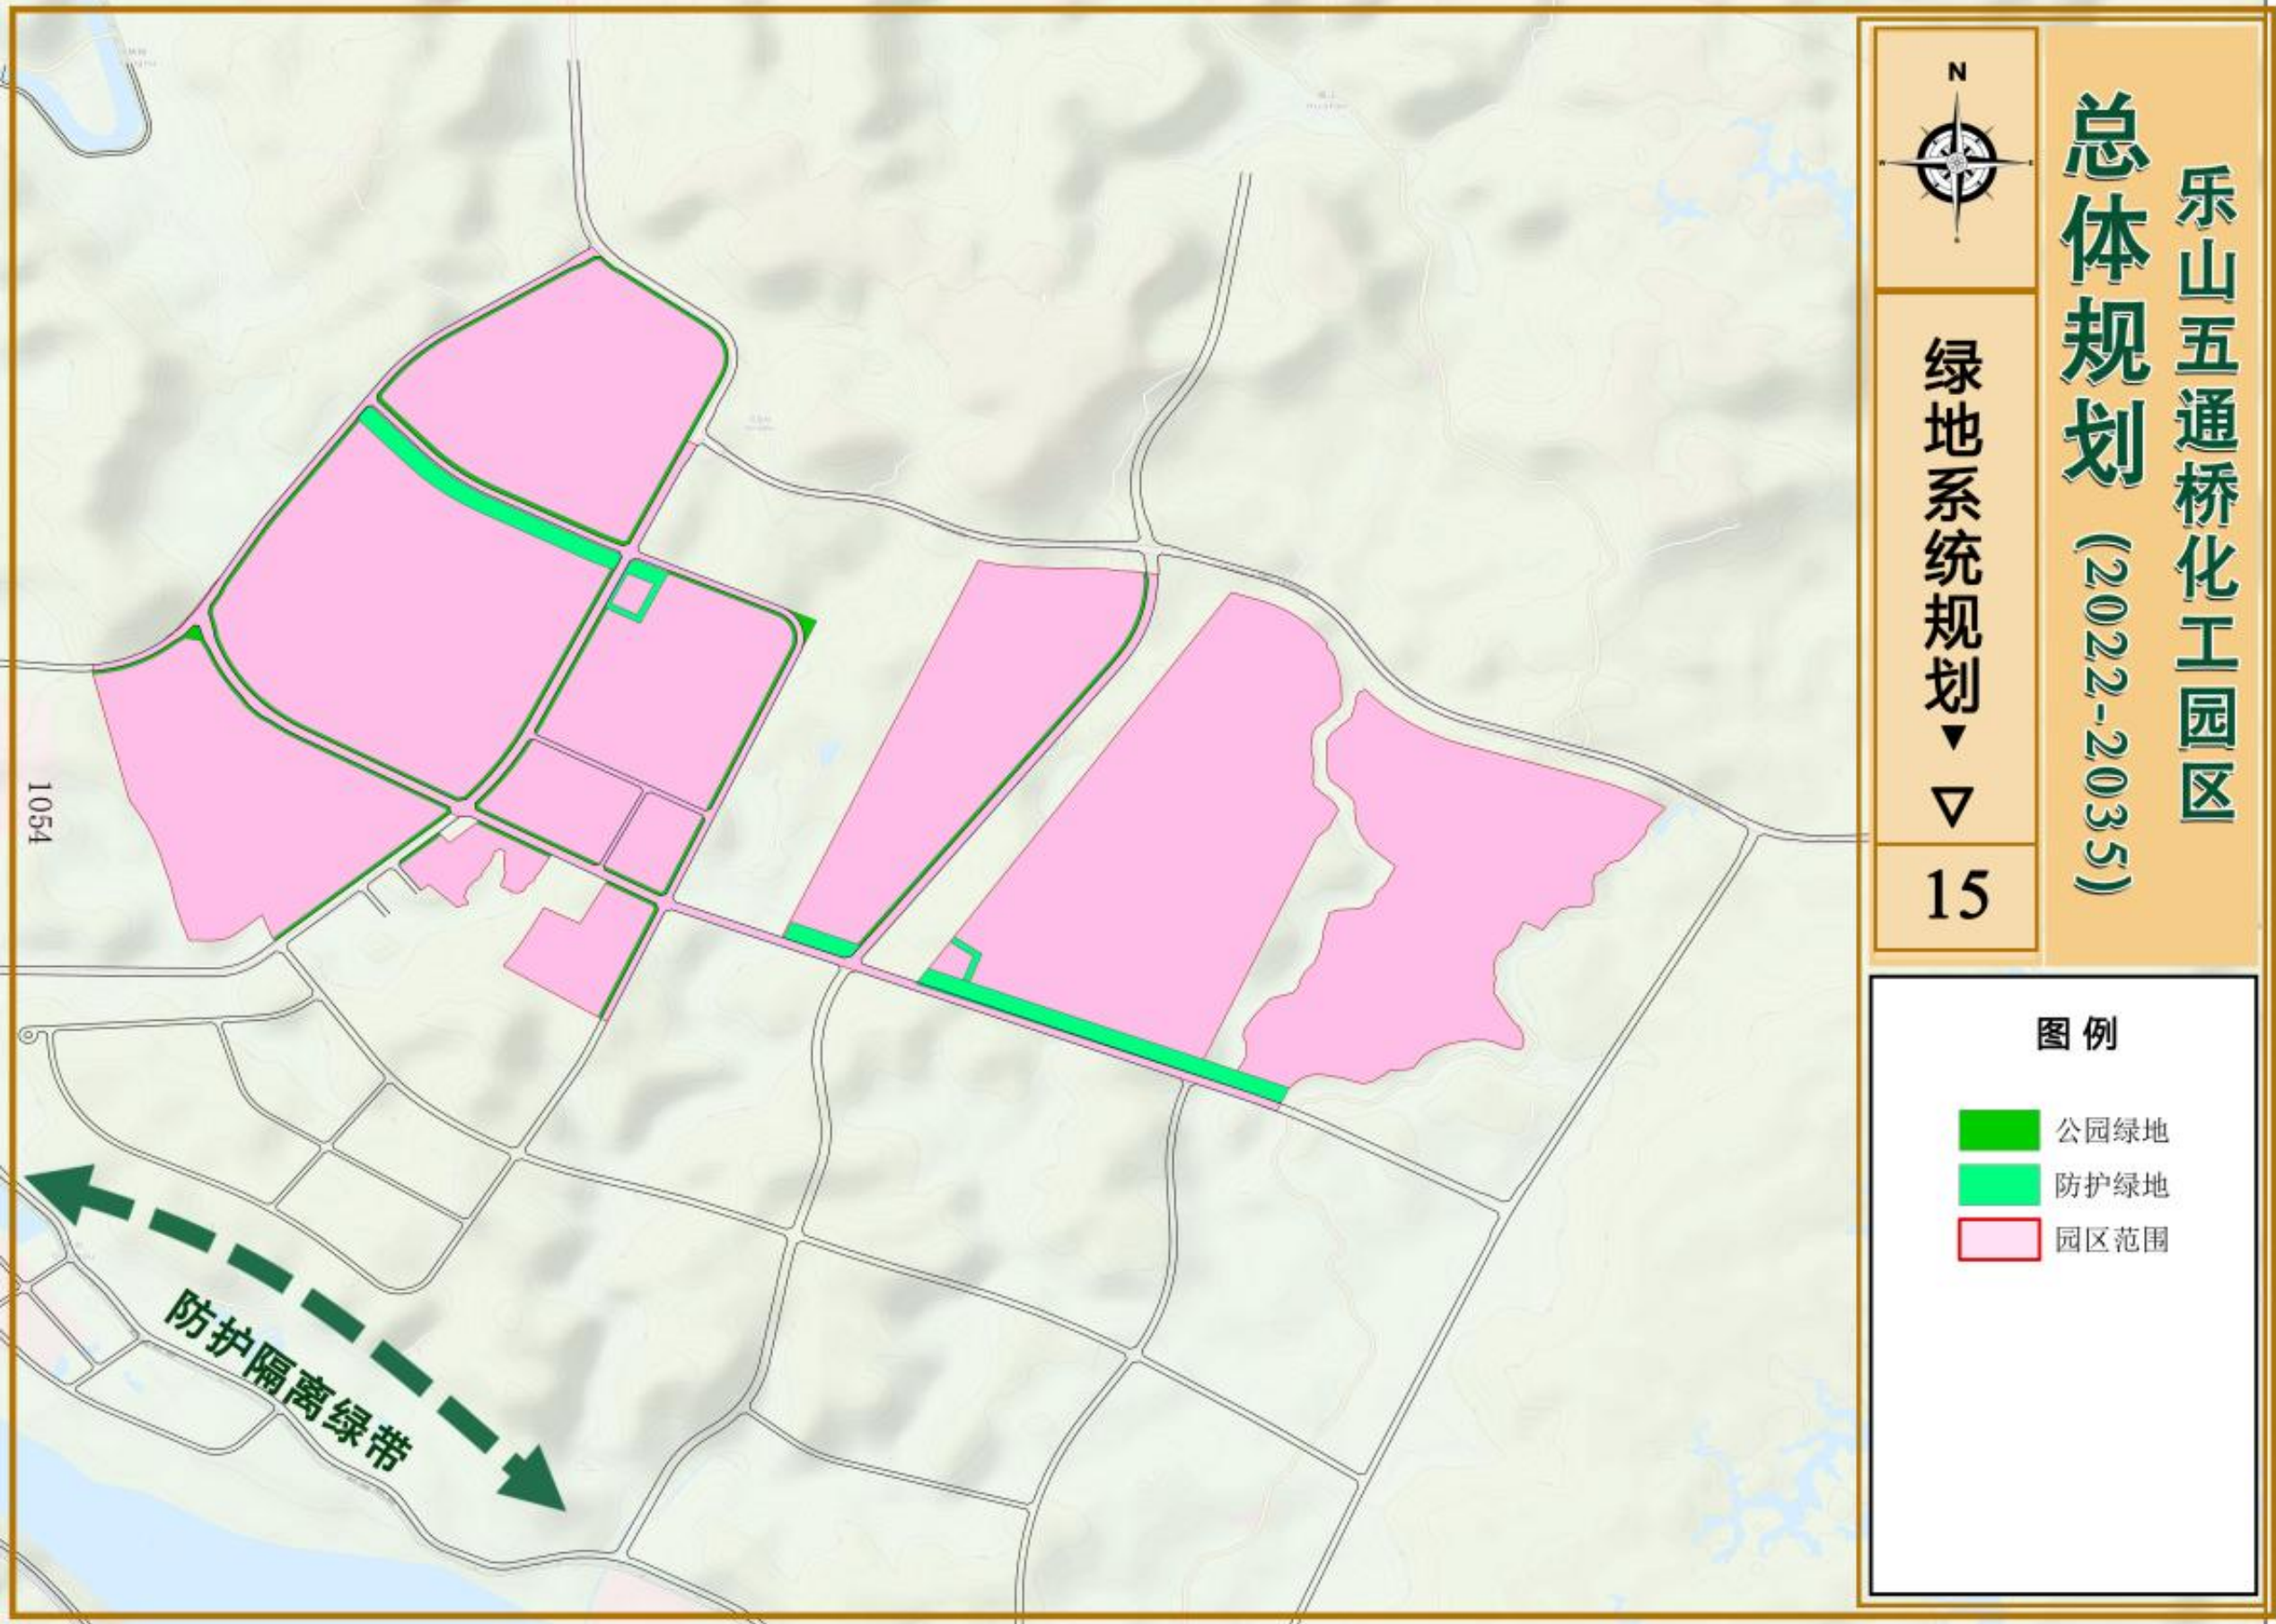 乐山五通桥化工园区
总体规划(2022-2035)
N
W
E
S
绿地系统规划▼▽
15
图例
公园绿地
防护绿地
园区范围
1054
防护隔离绿带